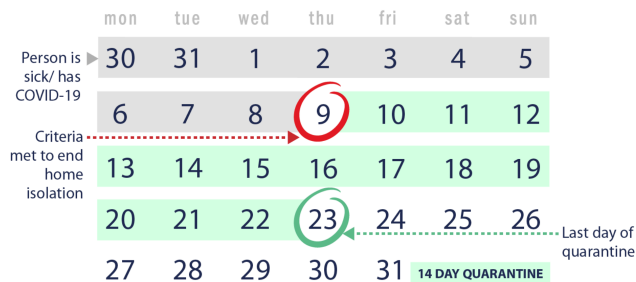 mon tue wed thu fri sat sun
Person is
sick/ has
COVID-19
30 31 1 2 3 4 5
6 7 8 9 10 11 12
Criteria
met to end
home
isolation
13 14 15 16 17 18 19
20 21 22 23 24 25 26
Last day of
quarantine
27 28 29 30 31 14 DAY QUARANTINE